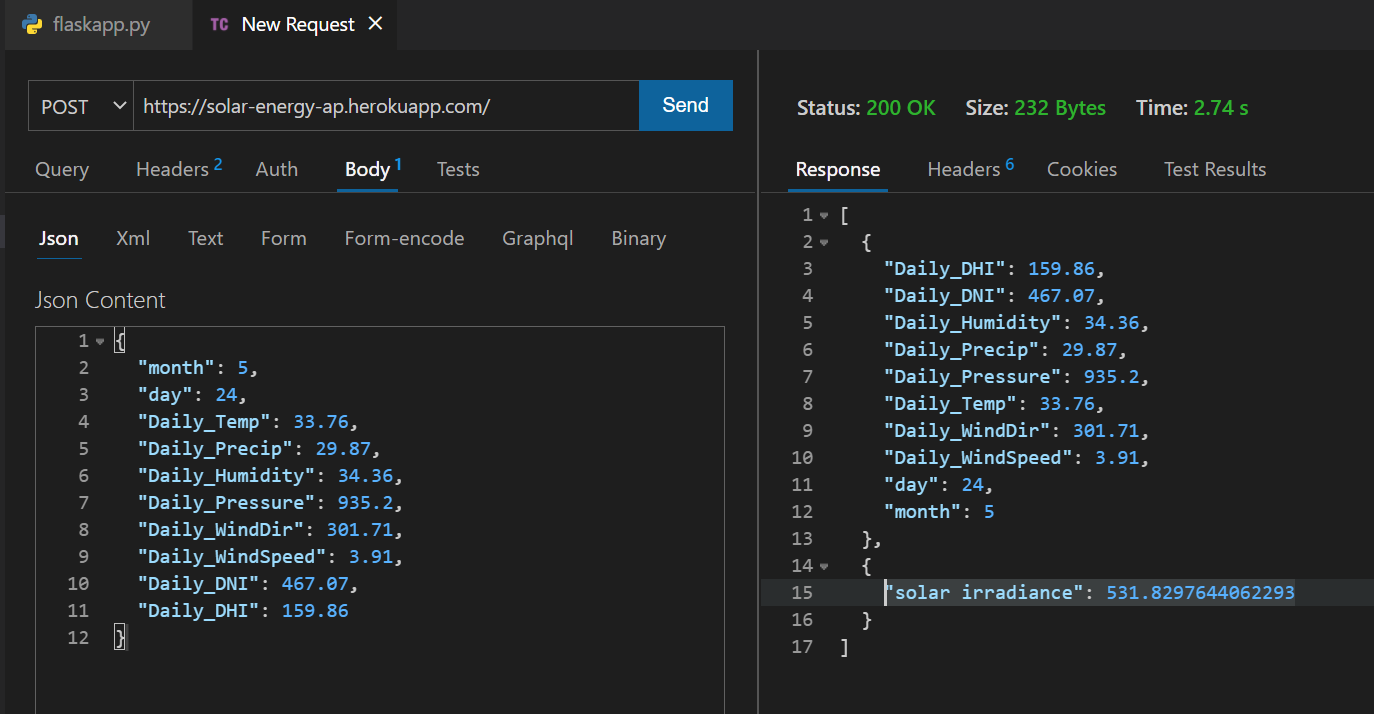 flaskapp.py
TC New Request
POST https://solar-energy-ap.herokuapp.com/ Send
Query Headers 2 Auth Body 1 Tests
Json Xml Text Form Form-encode Graphql Binary
Json Content
1 {
2 "month": 5,
3 "day": 24,
4 "Daily_Temp": 33.76,
5 "Daily_Precip": 29.87,
6 "Daily_Humidity": 34.36,
7 "Daily_Pressure": 935.2,
8 "Daily_WindDir": 301.71,
9 "Daily_WindSpeed": 3.91,
10 "Daily_DNI": 467.07,
11 "Daily_DHI": 159.86
12 }
Status: 200 OK Size: 232 Bytes Time: 2.74 s
Response Headers 6 Cookies Test Results
1 [
2 {
3 "Daily_DHI": 159.86,
4 "Daily_DNI": 467.07,
5 "Daily_Humidity": 34.36,
6 "Daily_Precip": 29.87,
7 "Daily_Pressure": 935.2,
8 "Daily_Temp": 33.76,
9 "Daily_WindDir": 301.71,
10 "Daily_WindSpeed": 3.91,
11 "day": 24,
12 "month": 5
13 },
14 {
15 "solar irradiance": 531.8297644062293
16 }
17 ]